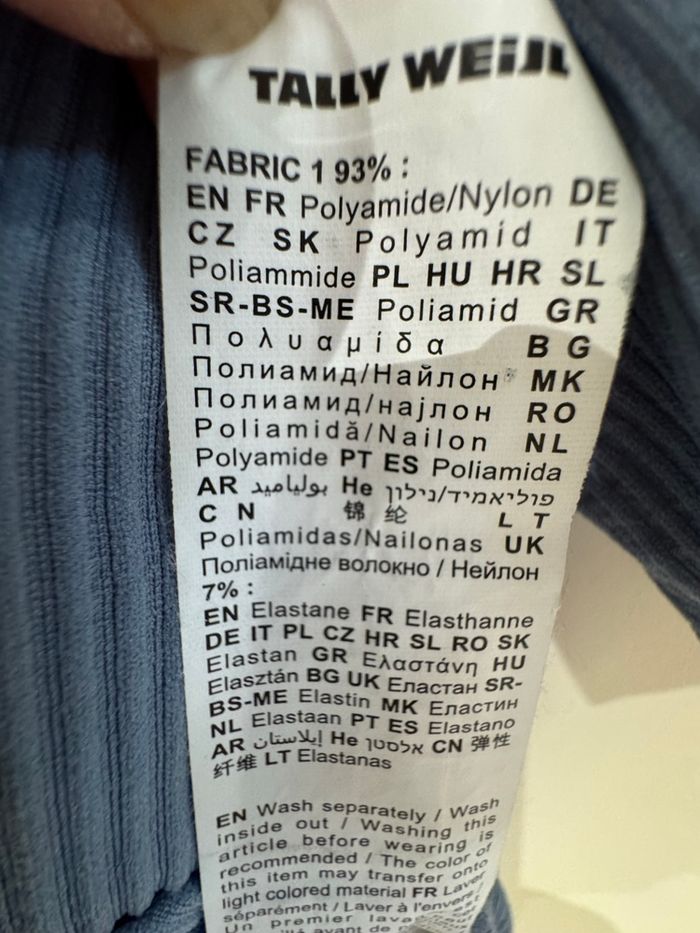 TALLY WEiJL
FABRIC 1 93% :
EN FR Polyamide/Nylon DE
CZ SK Polyamid IT
Poliammide PL HU HR SL
SR-BS-ME Poliamid GR
Πολυαμίδα BG
Полиамид/Найлон MK
Полиамид/најлон RO
Poliamidă/Nailon NL
Polyamide PT ES Poliamida
AR بولياميد He פוליאמיד/נילון
CN 锦纶 LT
Poliamidas/Nailonas UK
Поліамідне волокно / Нейлон
7% :
EN Elastane FR Elasthanne
DE IT PL CZ HR SL RO SK
Elastan GR Ελαστάνη HU
Elasztán BG UK Еластан SR-
BS-ME Elastin MK Еластин
NL Elastaan PT ES Elastano
AR إيلاستان He אלסטן CN 弹性
纤维 LT Elastanas
EN Wash separately / Wash
inside out / Washing this
article before wearing is
recommended / The color of
this item may transfer onto
light colored material FR Laver
séparément / Laver à l'envers /
Un premier
avant de